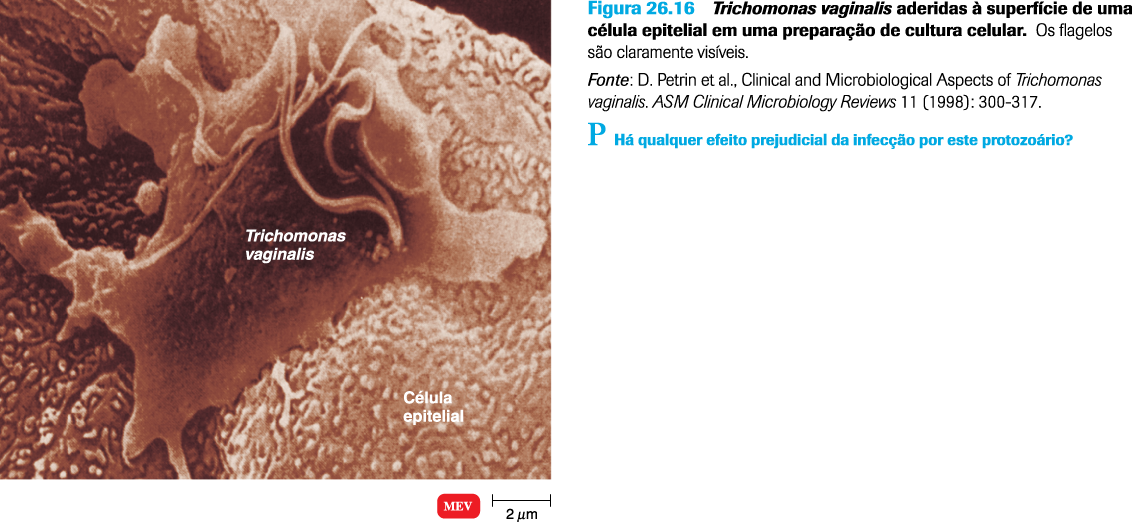 Figura 26.16 Trichomonas vaginalis aderidas à superfície de uma
célula epitelial em uma preparação de cultura celular. Os flagelos
são claramente visíveis.
Fonte: D. Petrin et al., Clinical and Microbiological Aspects of Trichomonas
vaginalis. ASM Clinical Microbiology Reviews 11 (1998): 300-317.
P Há qualquer efeito prejudicial da infecção por este protozoário?
Trichomonas
vaginalis
Célula
epitelial
MEV
2 μm